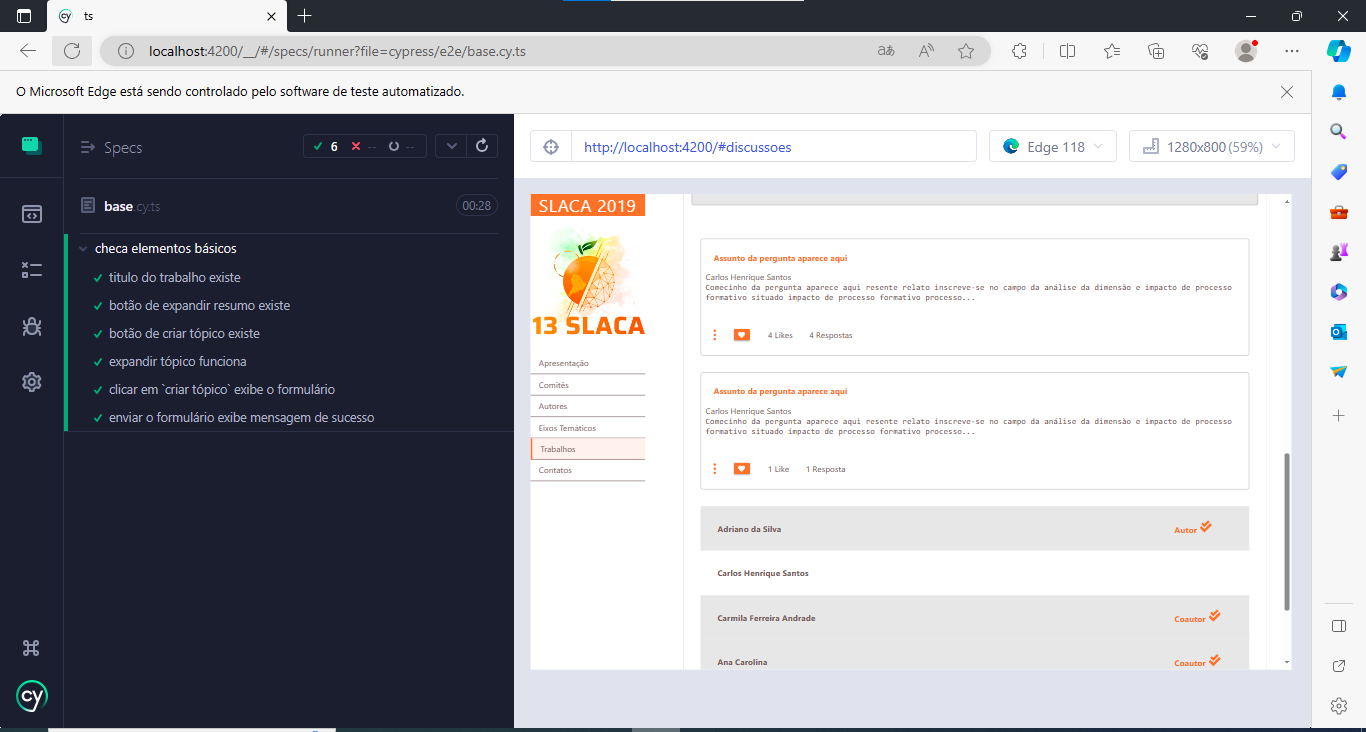 ts
localhost:4200/__/#/specs/runner?file=cypress/e2e/base.cy.ts
aあ
O Microsoft Edge está sendo controlado pelo software de teste automatizado.
Specs
6 -- --
base.cy.ts
00:28
checa elementos básicos
titulo do trabalho existe
botão de expandir resumo existe
botão de criar tópico existe
expandir tópico funciona
clicar em `criar tópico` exibe o formulário
enviar o formulário exibe mensagem de sucesso
cy
http://localhost:4200/#discussoes
Edge 118
1280x800 (59%)
SLACA 2019
13 SLACA
Apresentação
Comitês
Autores
Eixos Temáticos
Trabalhos
Contatos
Assunto da pergunta aparece aqui
Carlos Henrique Santos
Comecinho da pergunta aparece aqui resente relato inscreve-se no campo da análise da dimensão e impacto de processo
formativo situado impacto de processo formativo processo...
4 Likes 4 Respostas
Assunto da pergunta aparece aqui
Carlos Henrique Santos
Comecinho da pergunta aparece aqui resente relato inscreve-se no campo da análise da dimensão e impacto de processo
formativo situado impacto de processo formativo processo...
1 Like 1 Resposta
Adriano da Silva Autor
Carlos Henrique Santos
Carmila Ferreira Andrade Coautor
Ana Carolina Coautor